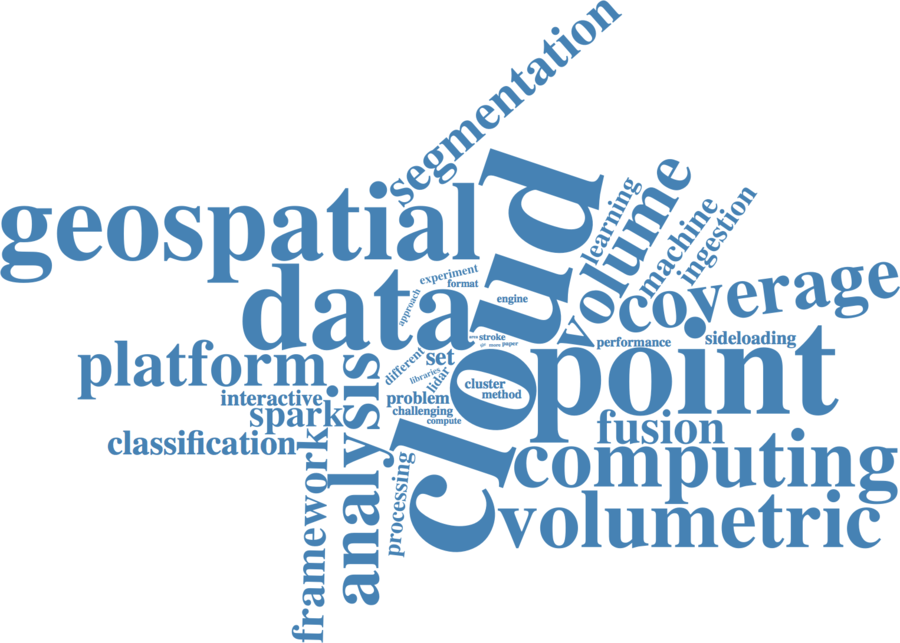 segmentation
geospatial
cloud
volume
learning
machine
ingestion
data
experiment
format
approach
engine
coverage
stroke
paper
performance
sideloading
point
platform
different
set
libraries
lidar
cluster
method
interactive
spark
problem
challenging
compute
classification
analysis
framework
processing
fusion
computing
volumetric